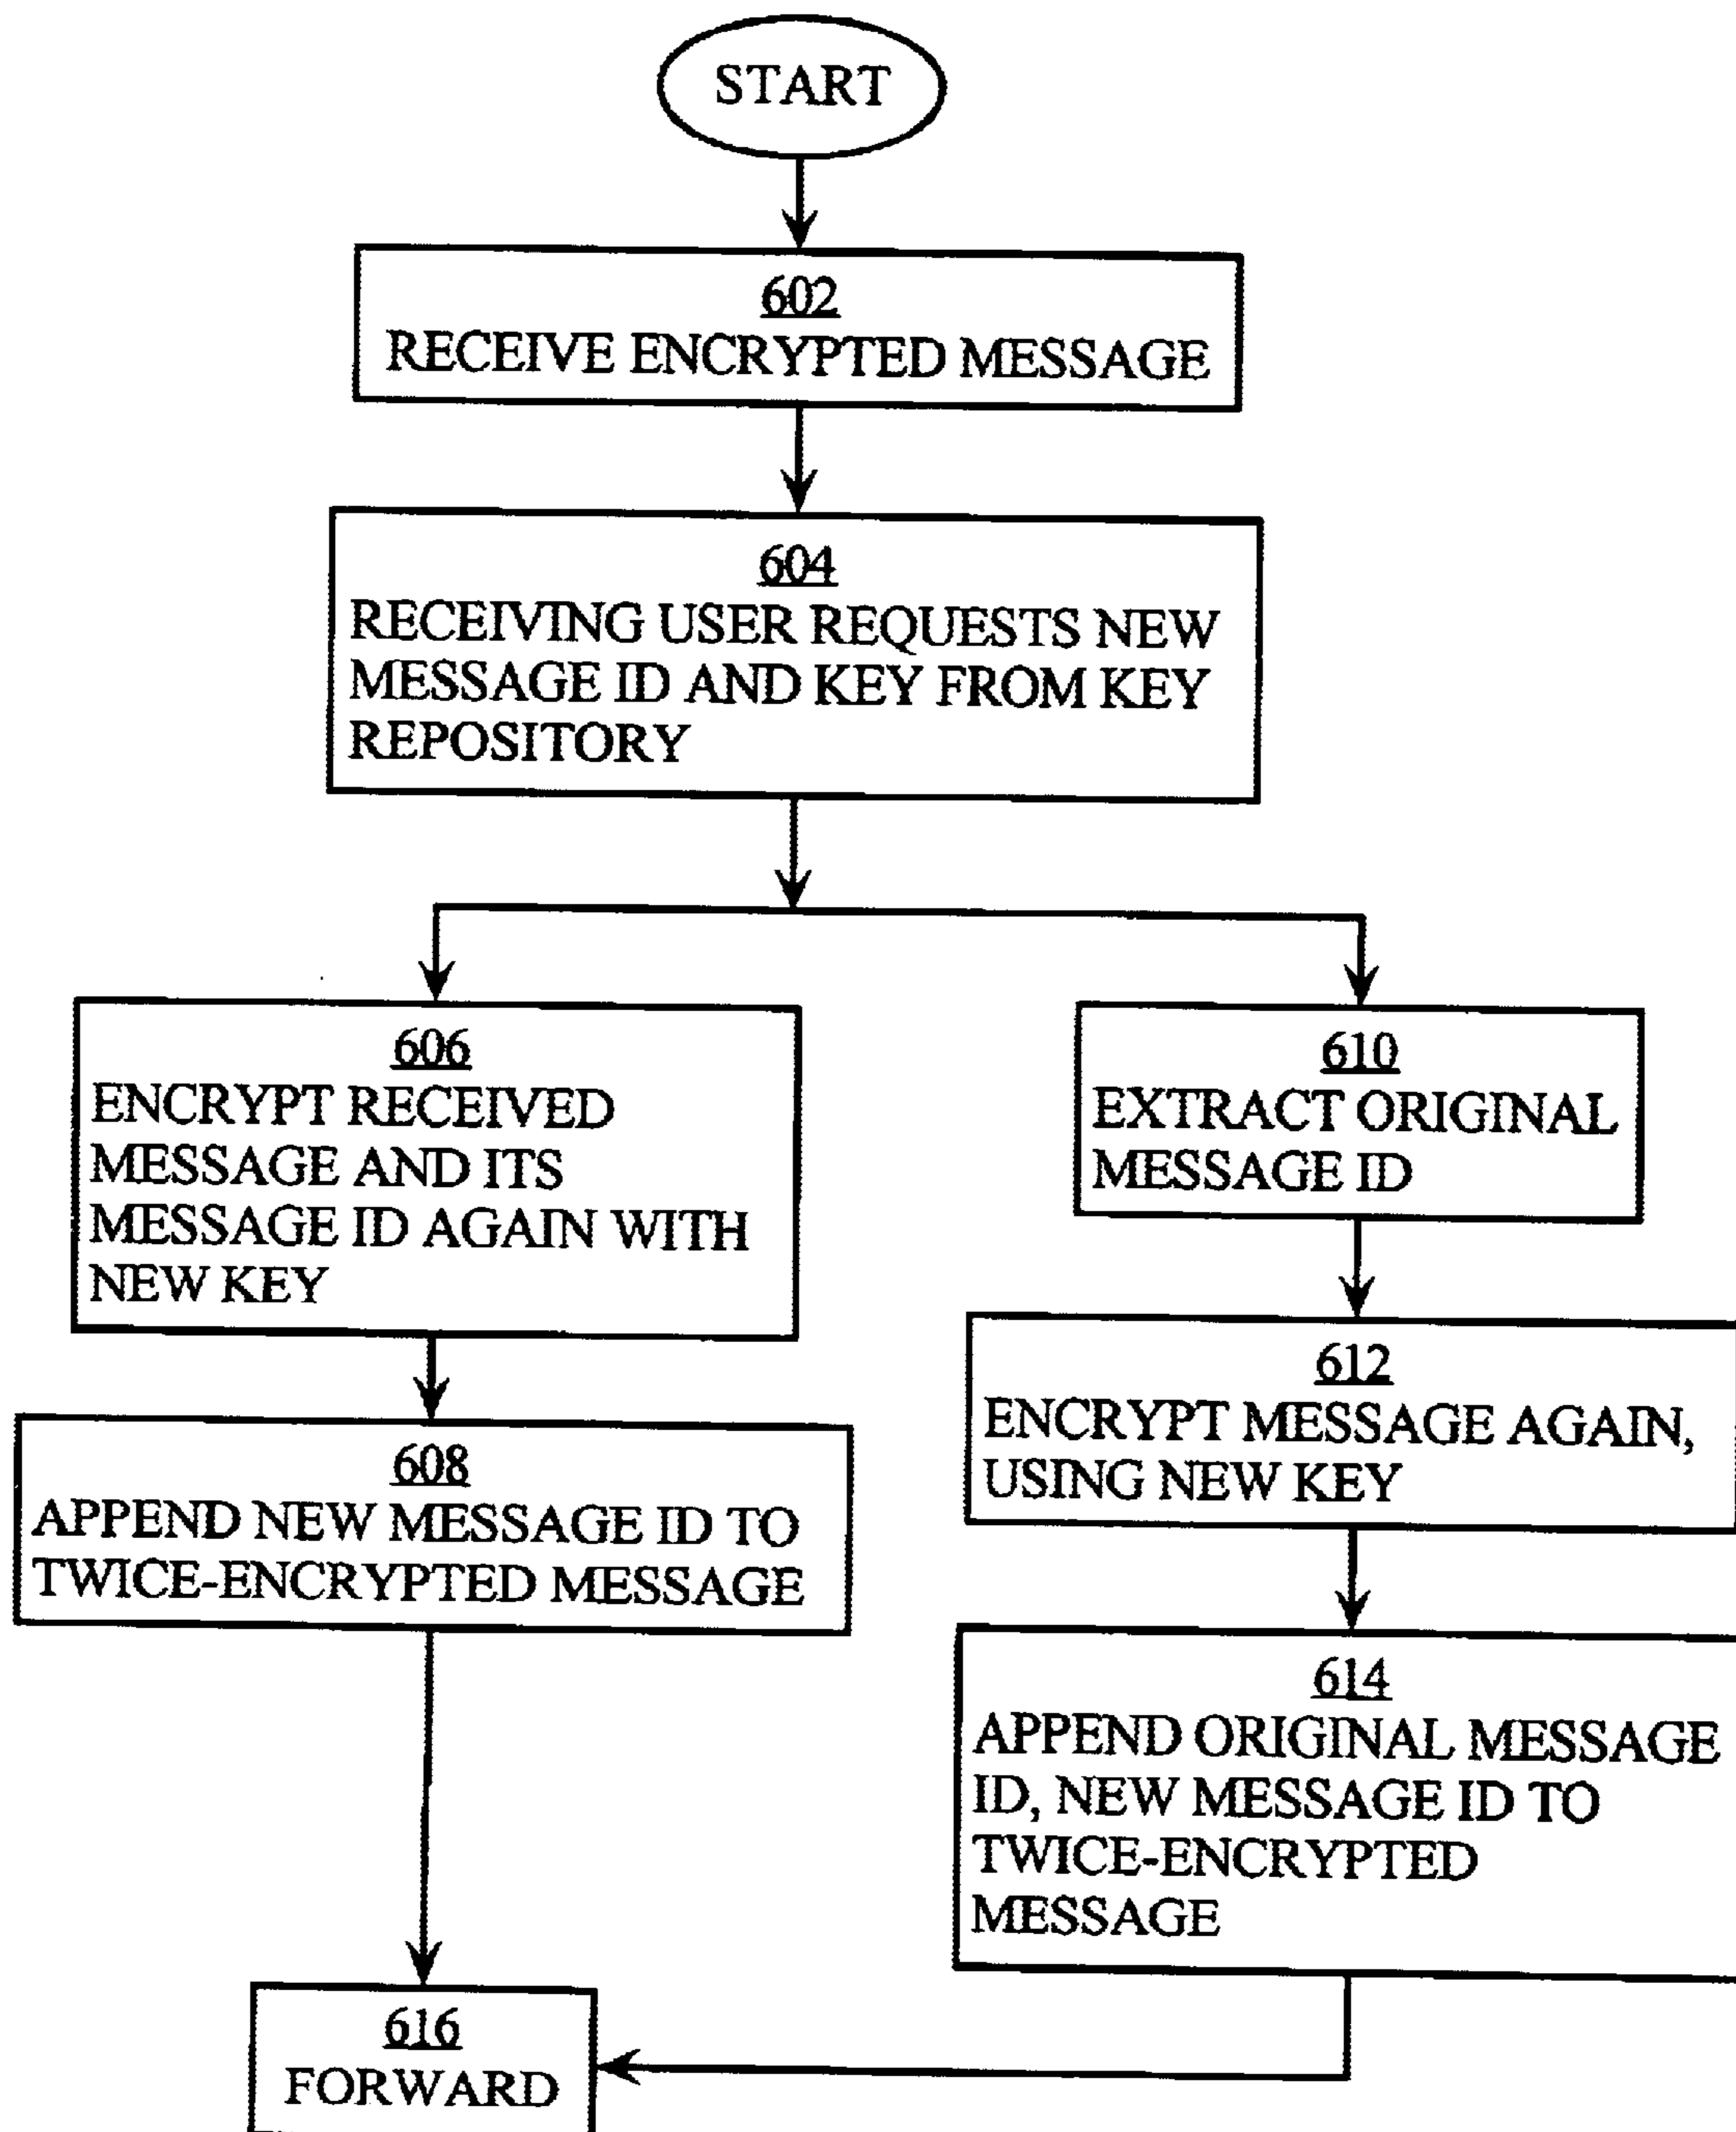 START
602
RECEIVE ENCRYPTED MESSAGE
604
RECEIVING USER REQUESTS NEW
MESSAGE ID AND KEY FROM KEY
REPOSITORY
606
ENCRYPT RECEIVED
MESSAGE AND ITS
MESSAGE ID AGAIN WITH
NEW KEY
608
APPEND NEW MESSAGE ID TO
TWICE-ENCRYPTED MESSAGE
610
EXTRACT ORIGINAL
MESSAGE ID
612
ENCRYPT MESSAGE AGAIN,
USING NEW KEY
614
APPEND ORIGINAL MESSAGE
ID, NEW MESSAGE ID TO
TWICE-ENCRYPTED
MESSAGE
616
FORWARD